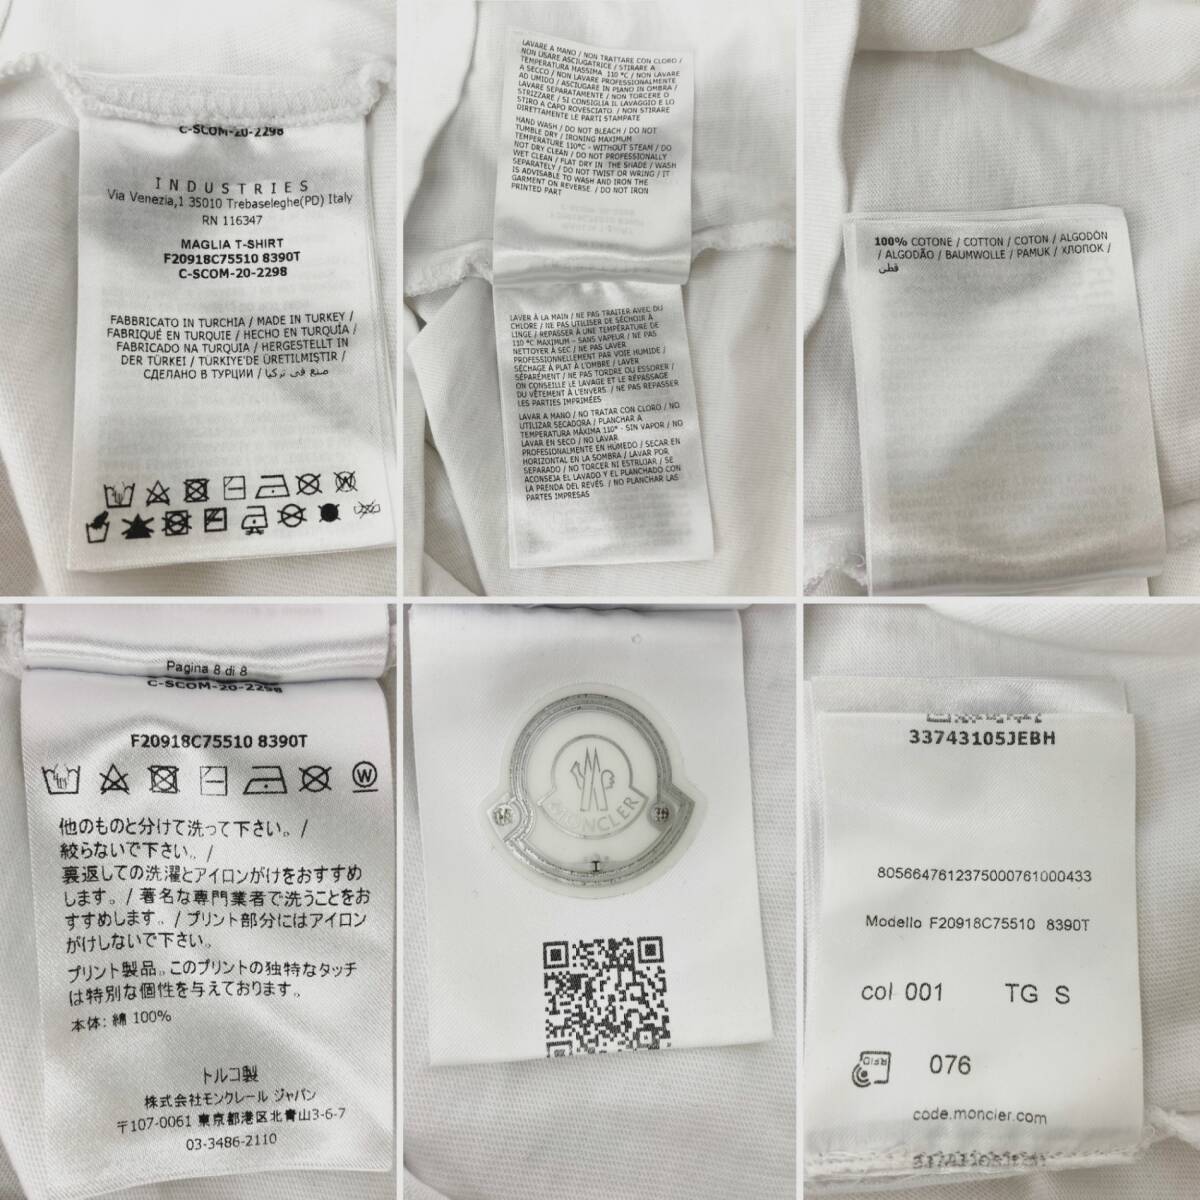 C-SCOM-20-2298
INDUSTRIES
Via Venezia,1 35010 Trebaseleghe(PD) Italy
RN 116347
MAGLIA T-SHIRT
F20918C75510 8390T
C-SCOM-20-2298
FABBRICATO IN TURCHIA / MADE IN TURKEY /
FABRIQUÉ EN TURQUIE / HECHO EN TURQUÍA /
FABRICADO NA TURQUIA / HERGESTELLT IN
DER TÜRKEI / TÜRKIYE'DE ÜRETILMIŞTIR /
СДЕЛАНО В ТУРЦИИ / صنع في تركيا
LAVARE A MANO / NON TRATTARE CON CLORO /
NON USARE ASCIUGATRICE / STIRARE A
TEMPERATURA MASSIMA 110 °C / NON LAVARE
A SECCO / NON LAVARE PROFESSIONALMENTE
AD UMIDO / ASCIUGARE IN PIANO IN OMBRA /
LAVARE SEPARATAMENTE / NON TORCERE O
STRIZZARE / SI CONSIGLIA IL LAVAGGIO E LO
STIRO A CAPO ROVESCIATO. / NON STIRARE
DIRETTAMENTE LE PARTI STAMPATE
HAND WASH / DO NOT BLEACH / DO NOT
TUMBLE DRY / IRONING MAXIMUM
TEMPERATURE 110°C - WITHOUT STEAM / DO
NOT DRY CLEAN / DO NOT PROFESSIONALLY
WET CLEAN / FLAT DRY IN THE SHADE / WASH
SEPARATELY / DO NOT TWIST OR WRING / IT
IS ADVISABLE TO WASH AND IRON THE
GARMENT ON REVERSE. / DO NOT IRON
PRINTED PART
LAVER À LA MAIN / NE PAS TRAITER AVEC DU
CHLORE / NE PAS UTILISER DE SÉCHOIR À
LINGE / REPASSER À UNE TEMPÉRATURE DE
110 °C MAXIMUM – SANS VAPEUR / NE PAS
NETTOYER À SEC / NE PAS LAVER
PROFESSIONNELLEMENT PAR VOIE HUMIDE /
SÉCHAGE À PLAT À L'OMBRE / LAVER
SÉPARÉMENT / NE PAS TORDRE OU ESSORER /
ON CONSEILLE LE LAVAGE ET LE REPASSAGE
DU VÊTEMENT À L'ENVERS. / NE PAS REPASSER
LES PARTIES IMPRIMÉES
LAVAR A MANO / NO TRATAR CON CLORO / NO
UTILIZAR SECADORA / PLANCHAR A
TEMPERATURA MÁXIMA 110° - SIN VAPOR / NO
LAVAR EN SECO / NO LAVAR
PROFESIONALMENTE EN HÚMEDO / SECAR EN
HORIZONTAL EN LA SOMBRA / LAVAR POR
SEPARADO / NO TORCER NI ESTRUJAR / SE
ACONSEJA EL LAVADO Y EL PLANCHADO CON
LA PRENDA DEL REVÉS. / NO PLANCHAR LAS
PARTES IMPRESAS
100% COTONE / COTTON / COTON / ALGODÓN
/ ALGODÃO / BAUMWOLLE / PAMUK / ХЛОПОК /
قطن
Pagina 8 di 8
C-SCOM-20-2298
F20918C75510 8390T
W
他のものと分けて洗って下さい。/
絞らないで下さい。/
裏返しての洗濯とアイロンがけをおすすめ
します。/ 著名な専門業者で洗うことをお
すすめします。/ プリント部分にはアイロン
がけしないで下さい。
プリント製品。このプリントの独特なタッチ
は特別な個性を与えております。
本体: 綿 100%
トルコ製
株式会社モンクレール ジャパン
〒107-0061 東京都港区北青山3-6-7
03-3486-2110
MONCLER
33743105JEBH
8056647612375000761000433
Modello F20918C75510 8390T
col 001 TG S
RFID
076
code.moncler.com